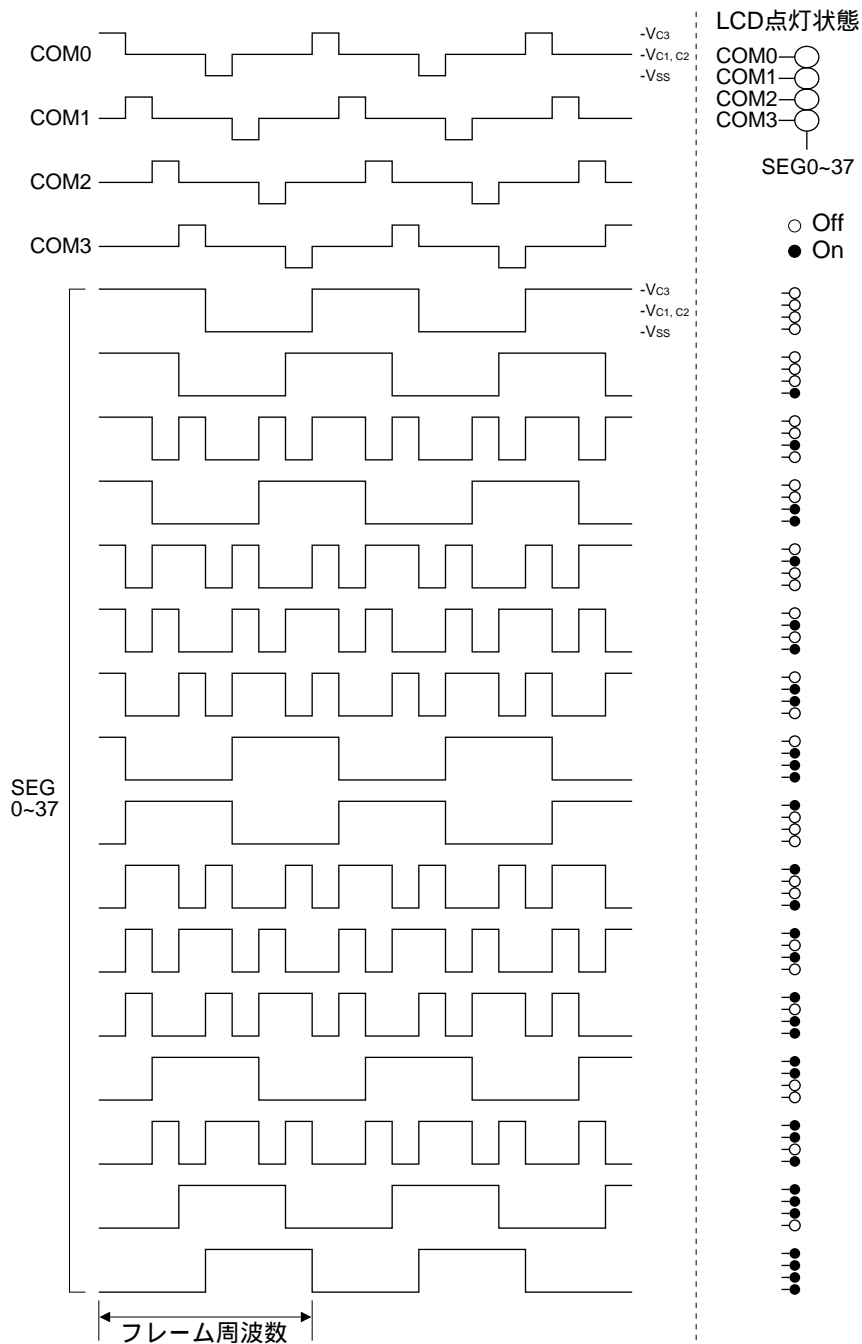 COM0
COM1
COM2
COM3
-VC3
-VC1, C2
-VSS
SEG
0~37
-VC3
-VC1, C2
-VSS
フレーム周波数
LCD点灯状態
COM0
COM1
COM2
COM3
SEG0~37
Off
On